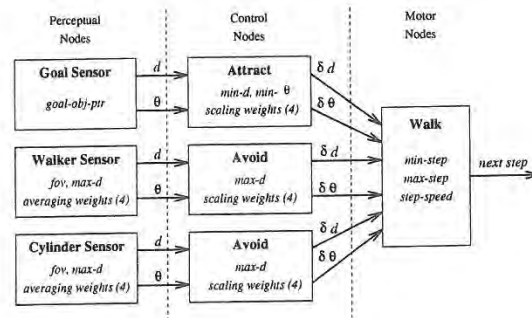 Perceptual
Nodes
Control
Nodes
Motor
Nodes
Goal Sensor
goal-obj-ptr
d
θ
Attract
min-d, min- θ
scaling weights (4)
δ d
δ θ
Walker Sensor
fov, max-d
averaging weights (4)
d
θ
Avoid
max-d
scaling weights (4)
δ d
δ θ
Cylinder Sensor
fov, max-d
averaging weights (4)
d
θ
Avoid
max-d
scaling weights (4)
δ d
δ θ
Walk
min-step
max-step
step-speed
next step